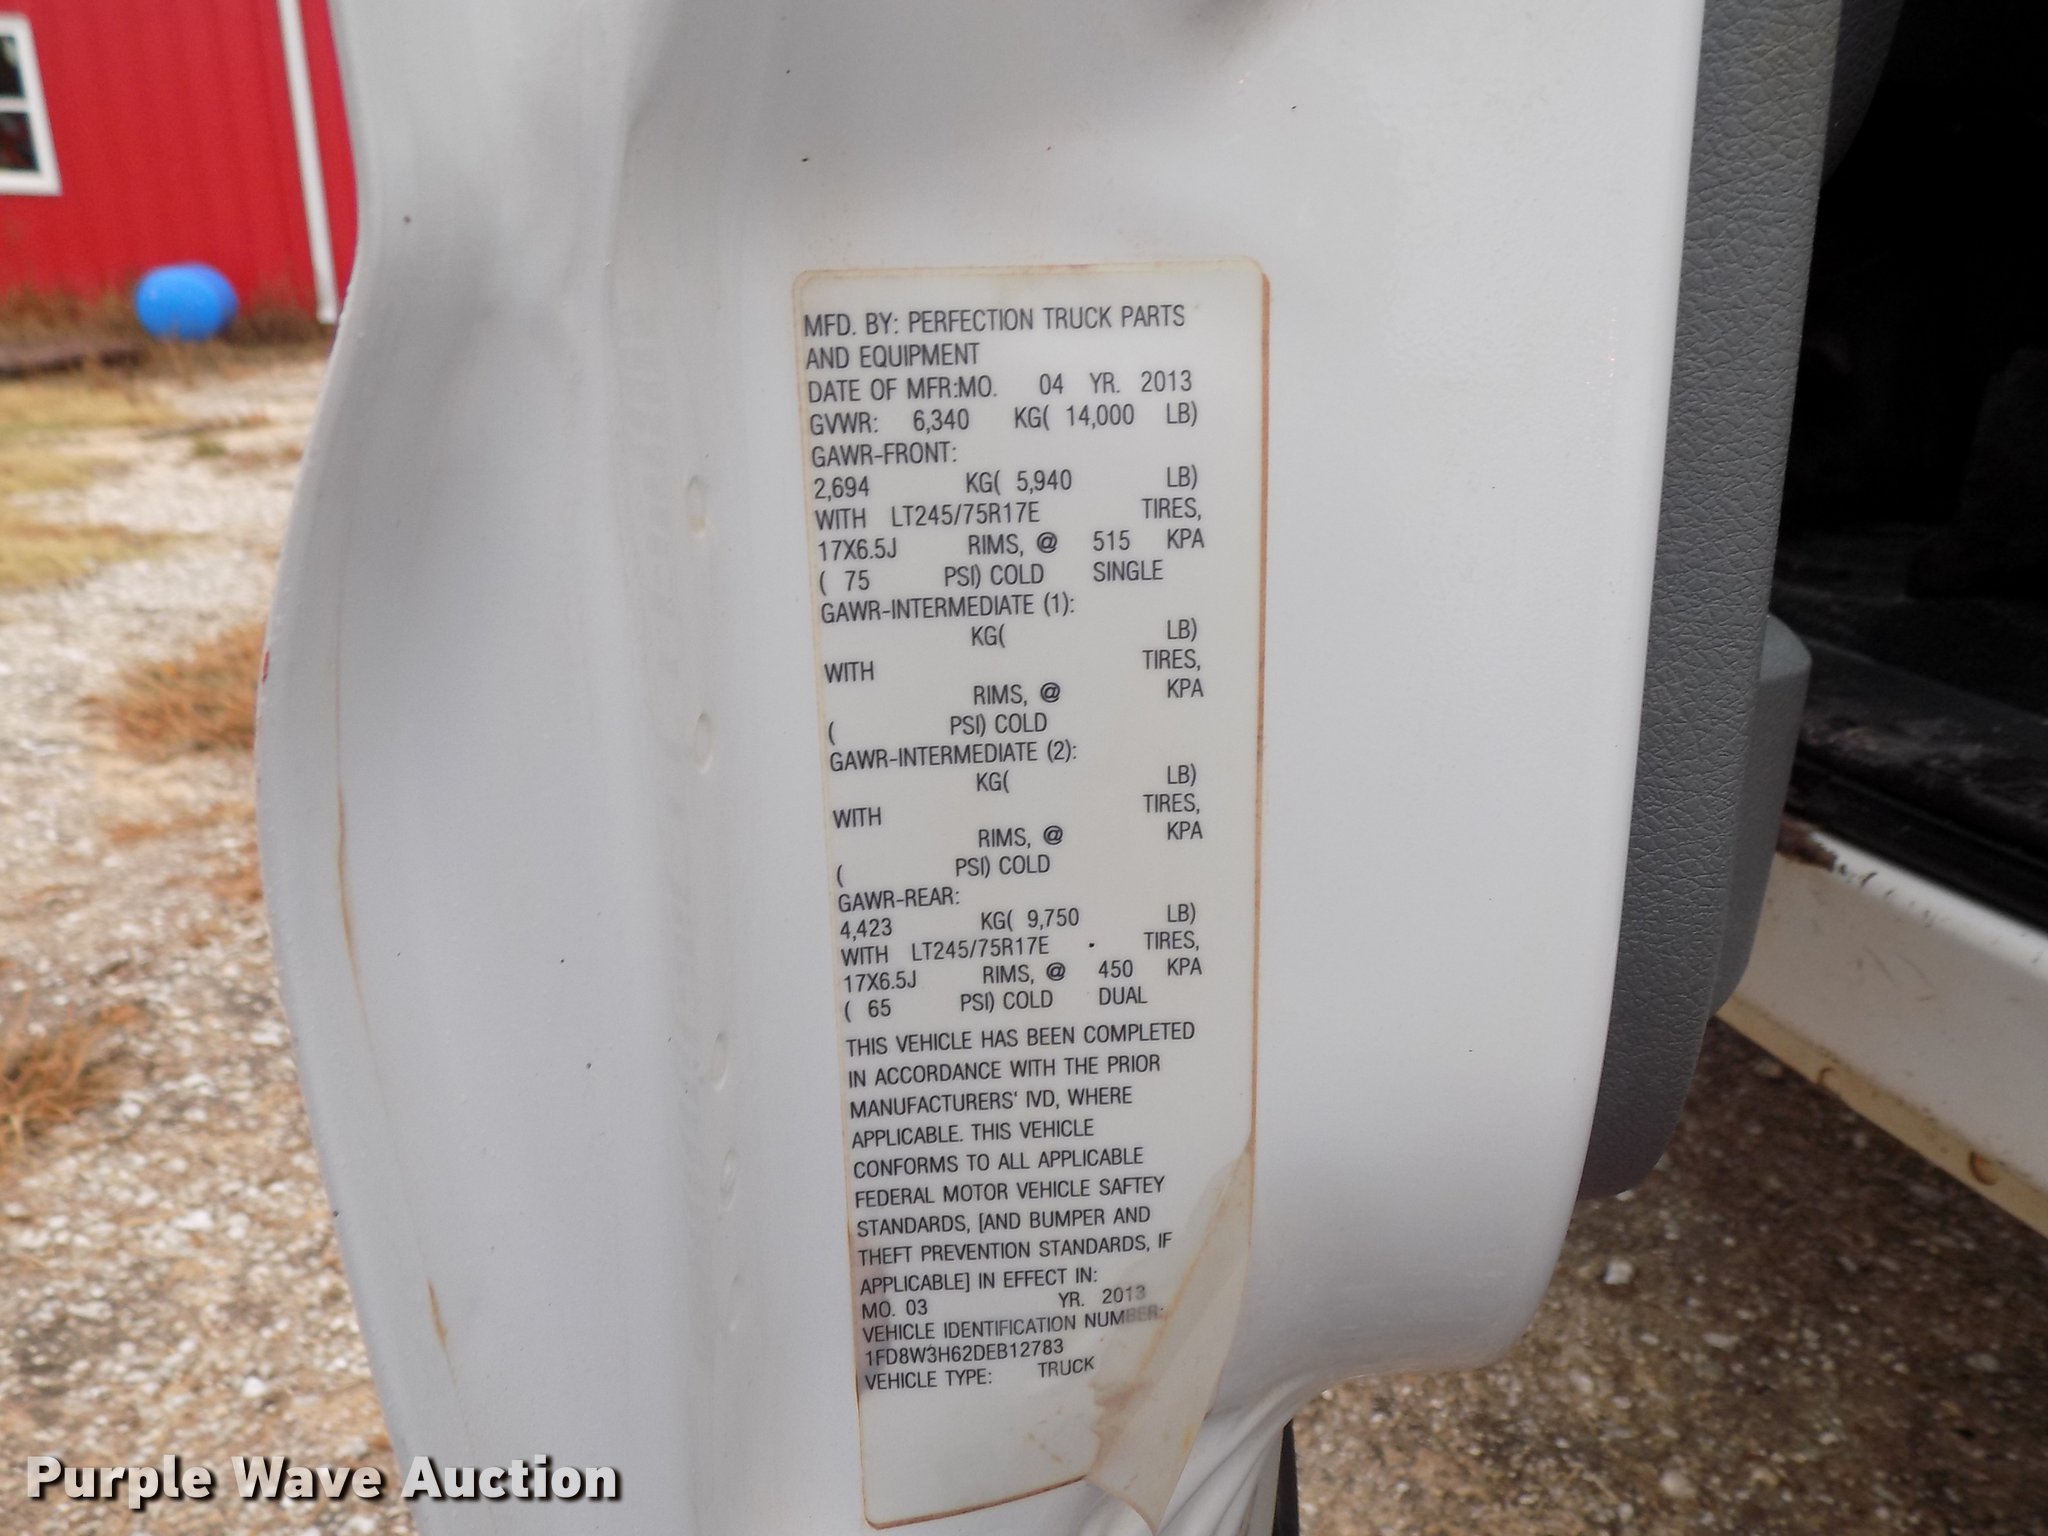 MFD. BY: PERFECTION TRUCK PARTS
AND EQUIPMENT
DATE OF MFR:MO. 04 YR. 2013
GVWR: 6,340 KG( 14,000 LB)
GAWR-FRONT:
2,694 KG( 5,940 LB)
WITH LT245/75R17E TIRES,
17X6.5J RIMS, @ 515 KPA
( 75 PSI) COLD SINGLE
GAWR-INTERMEDIATE (1):
KG( LB)
WITH TIRES,
RIMS, @ KPA
( PSI) COLD
GAWR-INTERMEDIATE (2):
KG( LB)
WITH TIRES,
RIMS, @ KPA
( PSI) COLD
GAWR-REAR:
4,423 KG( 9,750 LB)
WITH LT245/75R17E TIRES,
17X6.5J RIMS, @ 450 KPA
( 65 PSI) COLD DUAL
THIS VEHICLE HAS BEEN COMPLETED
IN ACCORDANCE WITH THE PRIOR
MANUFACTURERS' IVD, WHERE
APPLICABLE. THIS VEHICLE
CONFORMS TO ALL APPLICABLE
FEDERAL MOTOR VEHICLE SAFTEY
STANDARDS, [AND BUMPER AND
THEFT PREVENTION STANDARDS, IF
APPLICABLE] IN EFFECT IN:
MO. 03 YR. 2013
VEHICLE IDENTIFICATION NUMBER:
1FD8W3H62DEB12783
VEHICLE TYPE: TRUCK
Purple Wave Auction